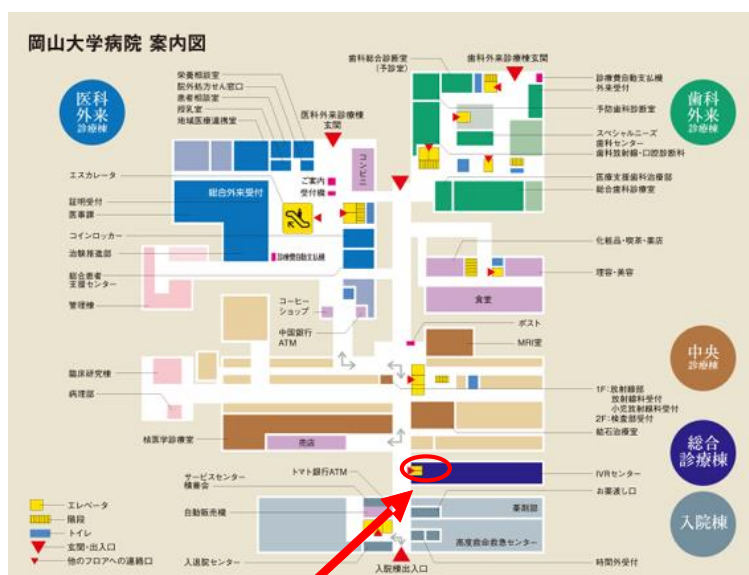 岡山大学病院 案内図
医科
外来
診療棟
栄養相談室
院外処方せん窓口
患者相談室
授乳室
地域医療連携室
医科外来診療棟
玄関
エスカレータ
証明受付
医事課
コインロッカー
治験推進部
総合患者
支援センター
管理棟
総合外来受付
ご案内
受付機
コンビニ
診療費自動支払機
コーヒー
ショップ
中国銀行
ATM
歯科総合診断室
(予診室)
歯科外来診療棟玄関
診療費自動支払機
外来受付
予防歯科診断室
スペシャルニーズ
歯科センター
歯科放射線・口腔診断科
医療支援歯科治療部
総合歯科診療室
歯科
外来
診療棟
化粧品・喫茶・薬店
理容・美容
食堂
ポスト
MRI室
中央
診療棟
臨床研究棟
病理部
核医学診療室
売店
1F:放射線部
放射線科受付
小児放射線科受付
2F:検査部受付
結石治療室
総合
診療棟
IVRセンター
サービスセンター
積善会
トマト銀行ATM
お薬渡し口
自動販売機
薬剤部
高度救命救急センター
入院棟
入退院センター
入院棟出入口
時間外受付
エレベータ
階段
トイレ
玄関・出入口
他のフロアへの連絡口